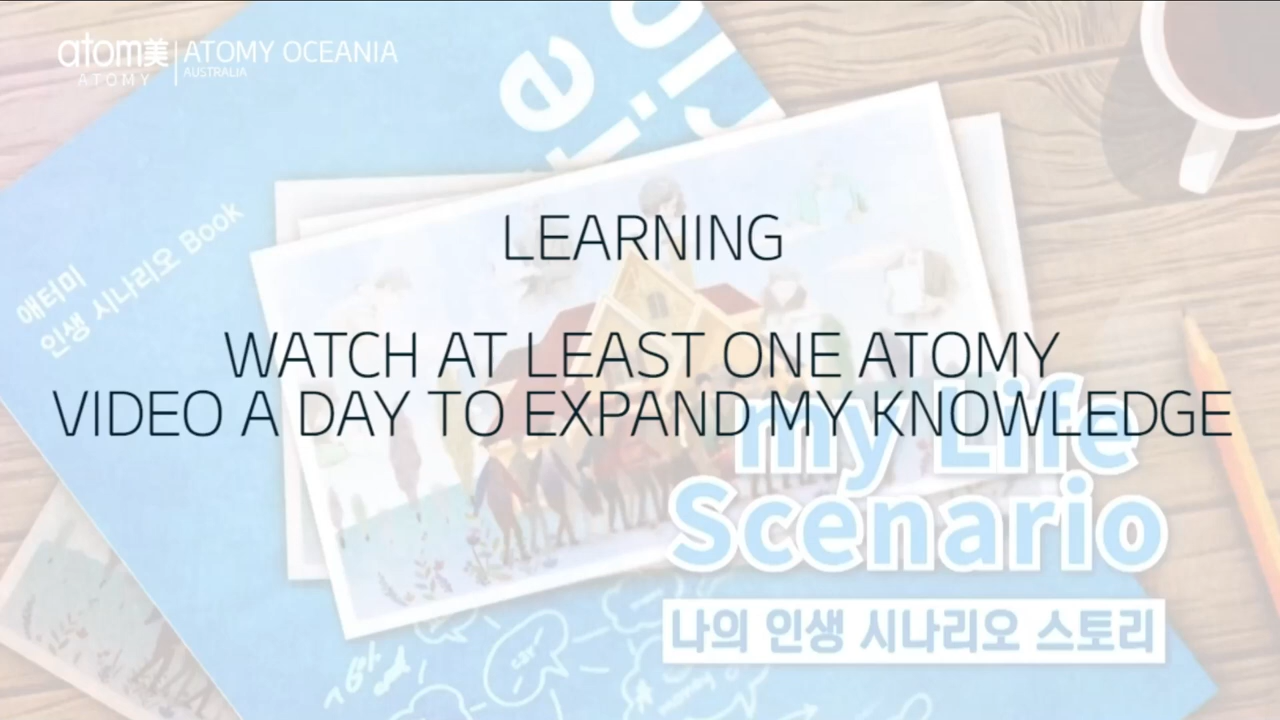 atom美
ATOMY
ATOMY OCEANIA
AUSTRALIA
애터미
인생 시나리오 Book
LEARNING
WATCH AT LEAST ONE ATOMY
VIDEO A DAY TO EXPAND MY KNOWLEDGE
my Life
Scenario
나의 인생 시나리오 스토리